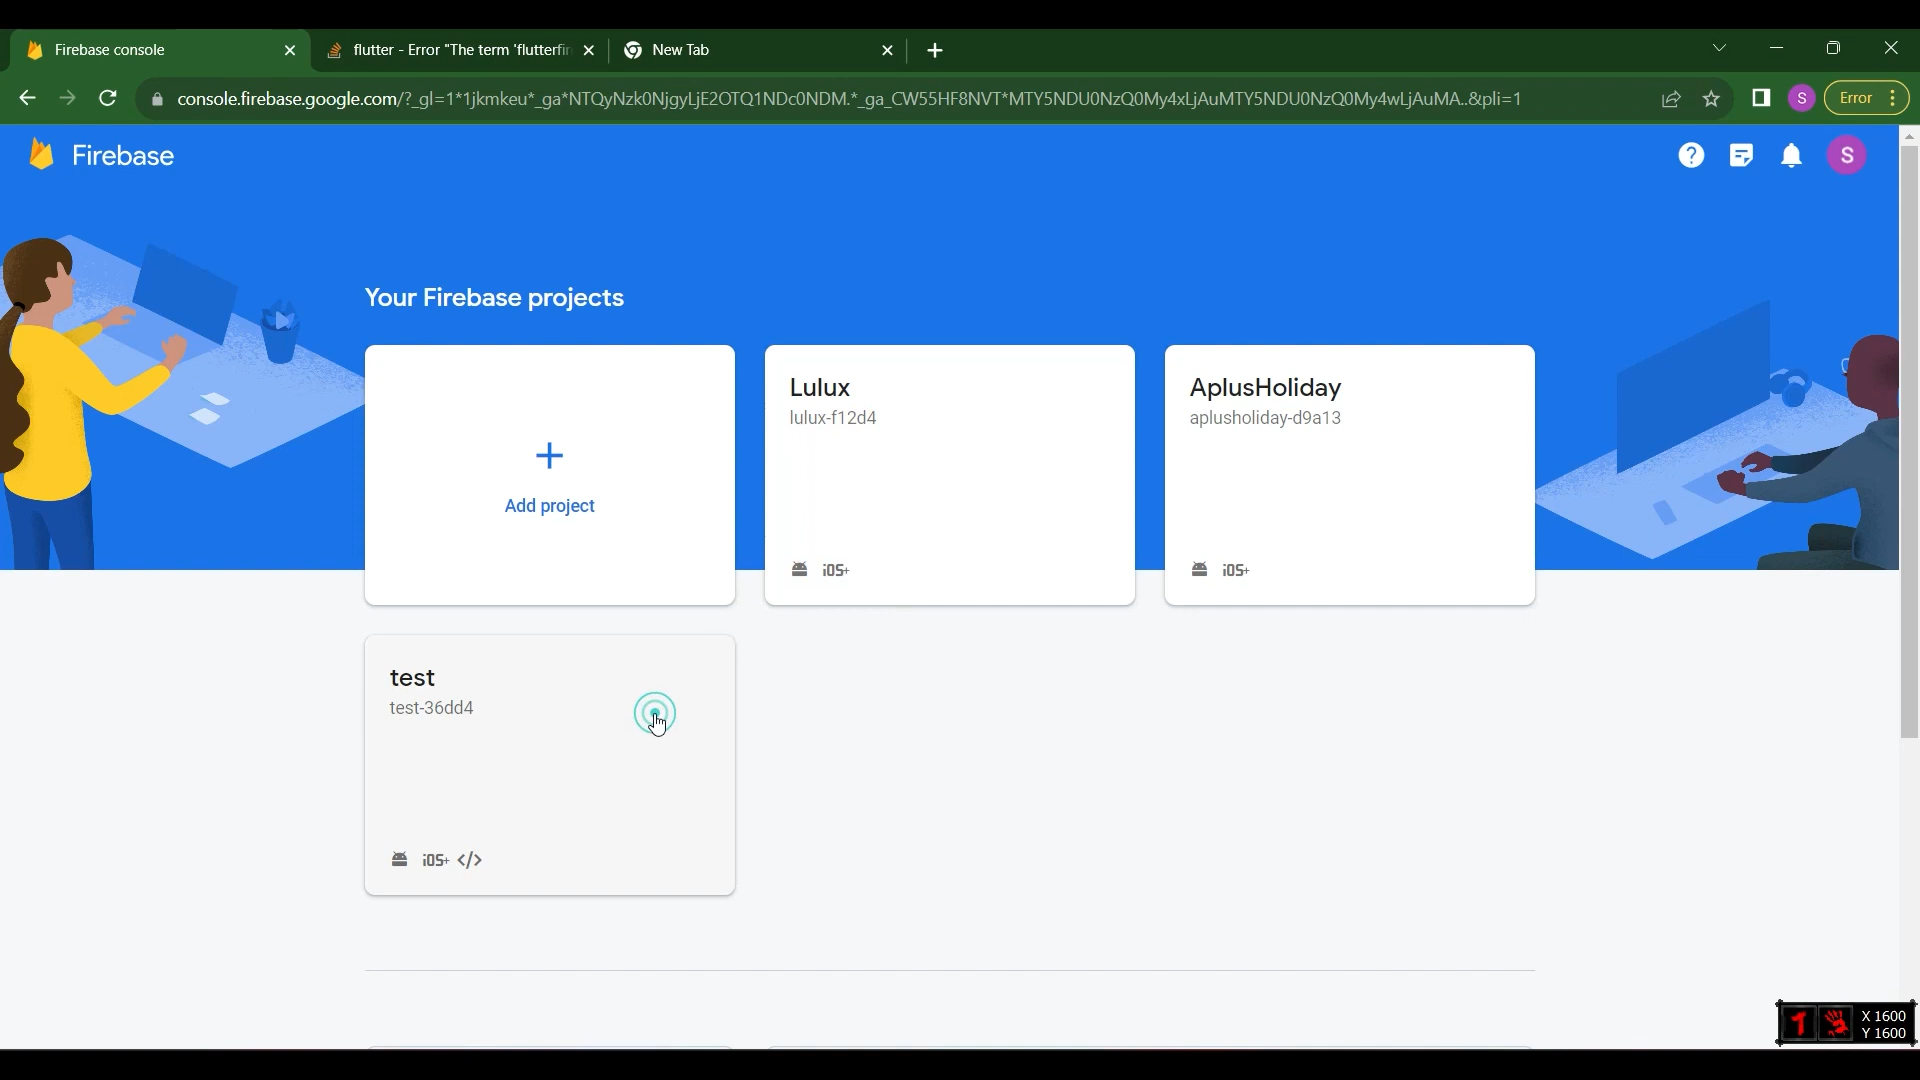 Firebase console
flutter - Error "The term 'flutterfir
New Tab
console.firebase.google.com/?_gl=1*1jkmkeu*_ga*NTQyNzk0NjgyLjE2OTQ1NDc0NDM.*_ga_CW55HF8NVT*MTY5NDU0NzQ0My4xLjAuMTY5NDU0NzQ0My4wLjAuMA..&pli=1
S
Error
Firebase
S
Your Firebase projects
Add project
Lulux
lulux-f12d4
iOS+
AplusHoliday
aplusholiday-d9a13
iOS+
test
test-36dd4
iOS+ </>
X 1600
Y 1600